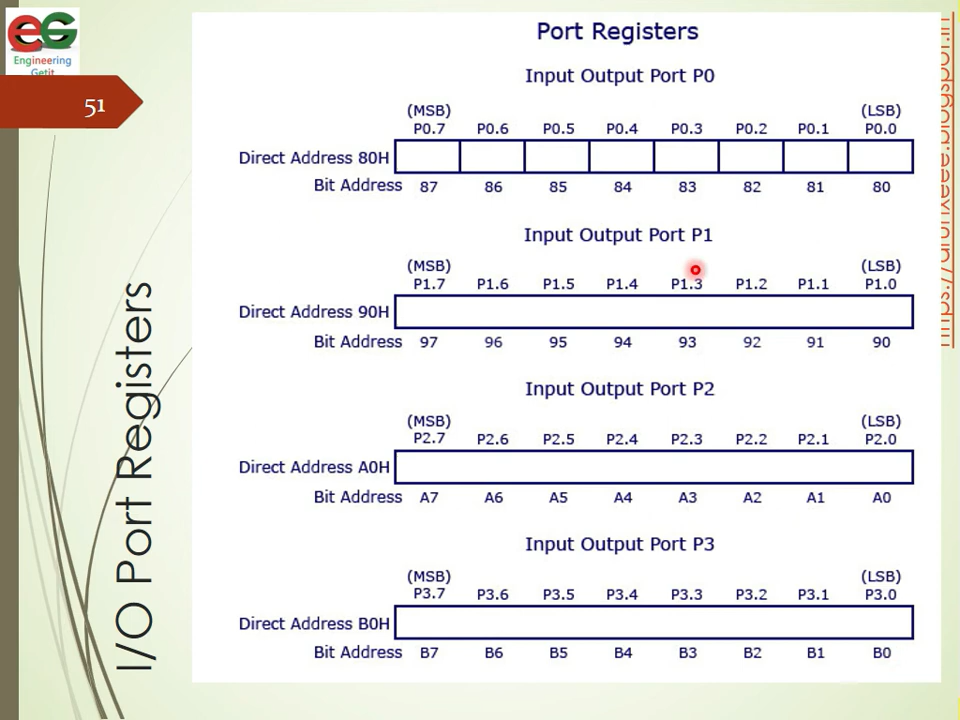 Engineering
Getit
51
I/O Port Registers
Port Registers
Input Output Port P0
(MSB) (LSB)
P0.7 P0.6 P0.5 P0.4 P0.3 P0.2 P0.1 P0.0
Direct Address 80H
Bit Address 87 86 85 84 83 82 81 80
Input Output Port P1
(MSB) (LSB)
P1.7 P1.6 P1.5 P1.4 P1.3 P1.2 P1.1 P1.0
Direct Address 90H
Bit Address 97 96 95 94 93 92 91 90
Input Output Port P2
(MSB) (LSB)
P2.7 P2.6 P2.5 P2.4 P2.3 P2.2 P2.1 P2.0
Direct Address A0H
Bit Address A7 A6 A5 A4 A3 A2 A1 A0
Input Output Port P3
(MSB) (LSB)
P3.7 P3.6 P3.5 P3.4 P3.3 P3.2 P3.1 P3.0
Direct Address B0H
Bit Address B7 B6 B5 B4 B3 B2 B1 B0